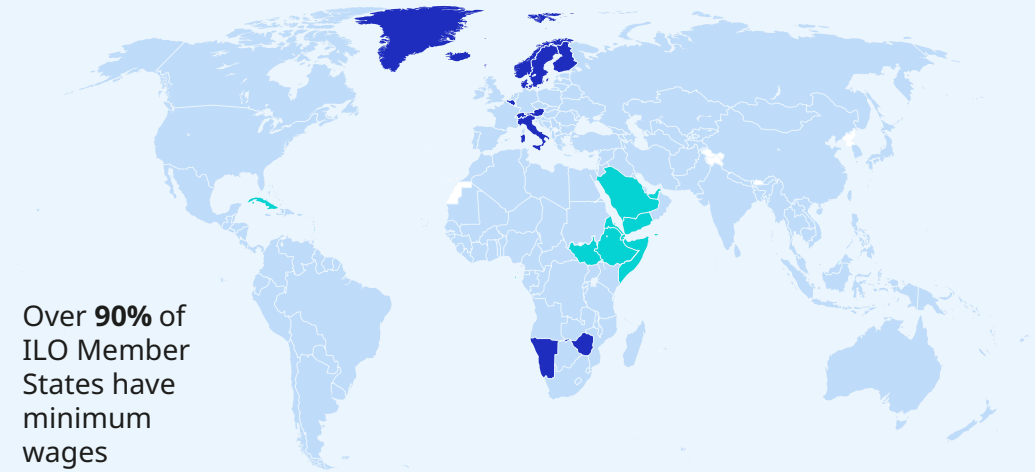 Over 90% of
ILO Member
States have
minimum
wages